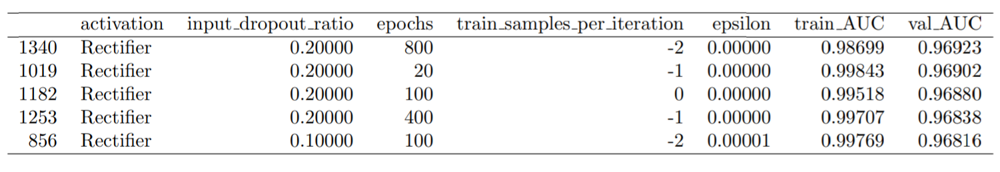 activation input_dropout_ratio epochs train_samples_per_iteration epsilon train_AUC val_AUC
1340 Rectifier 0.20000 800 -2 0.00000 0.98699 0.96923
1019 Rectifier 0.20000 20 -1 0.00000 0.99843 0.96902
1182 Rectifier 0.20000 100 0 0.00000 0.99518 0.96880
1253 Rectifier 0.20000 400 -1 0.00000 0.99707 0.96838
856 Rectifier 0.10000 100 -2 0.00001 0.99769 0.96816